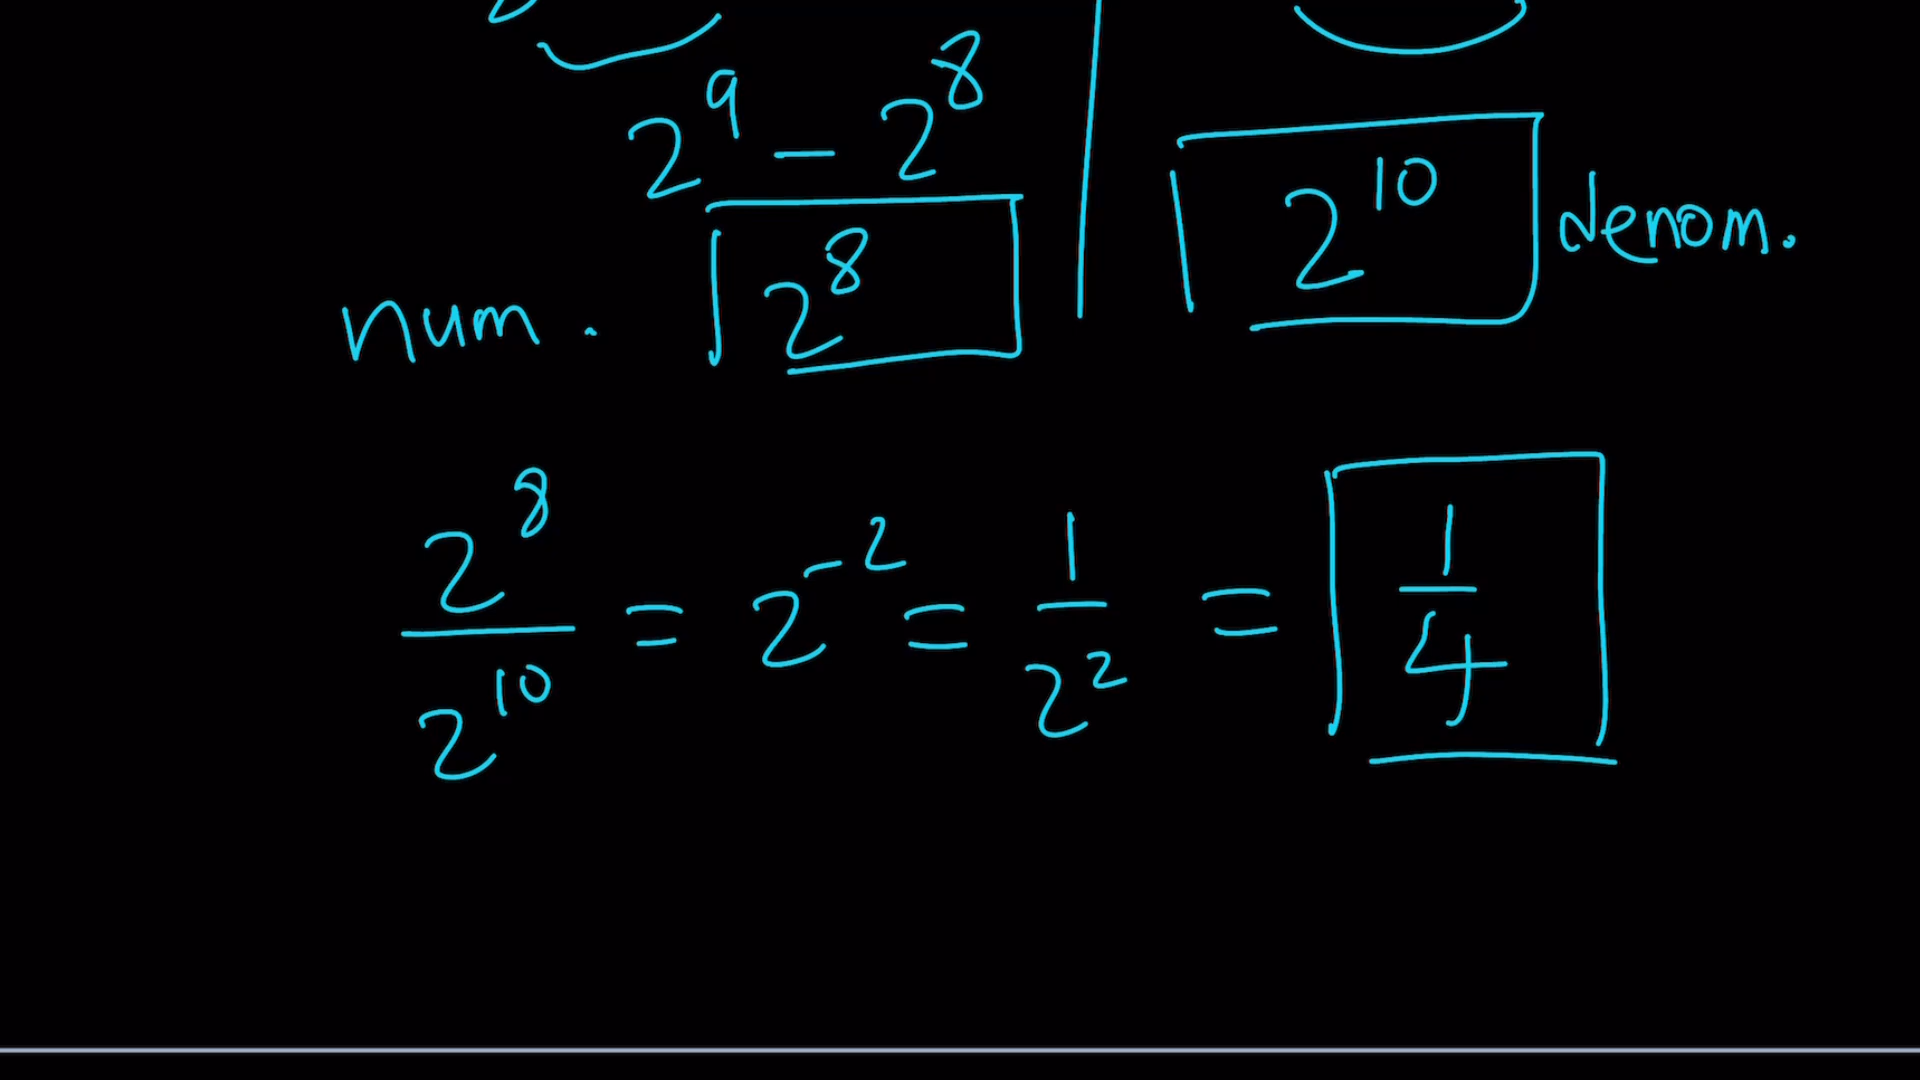 2^9 - 2^8
2^10 denom.
num. 2^8
2^8/2^10 = 2^-2 = 1/2^2 = 1/4